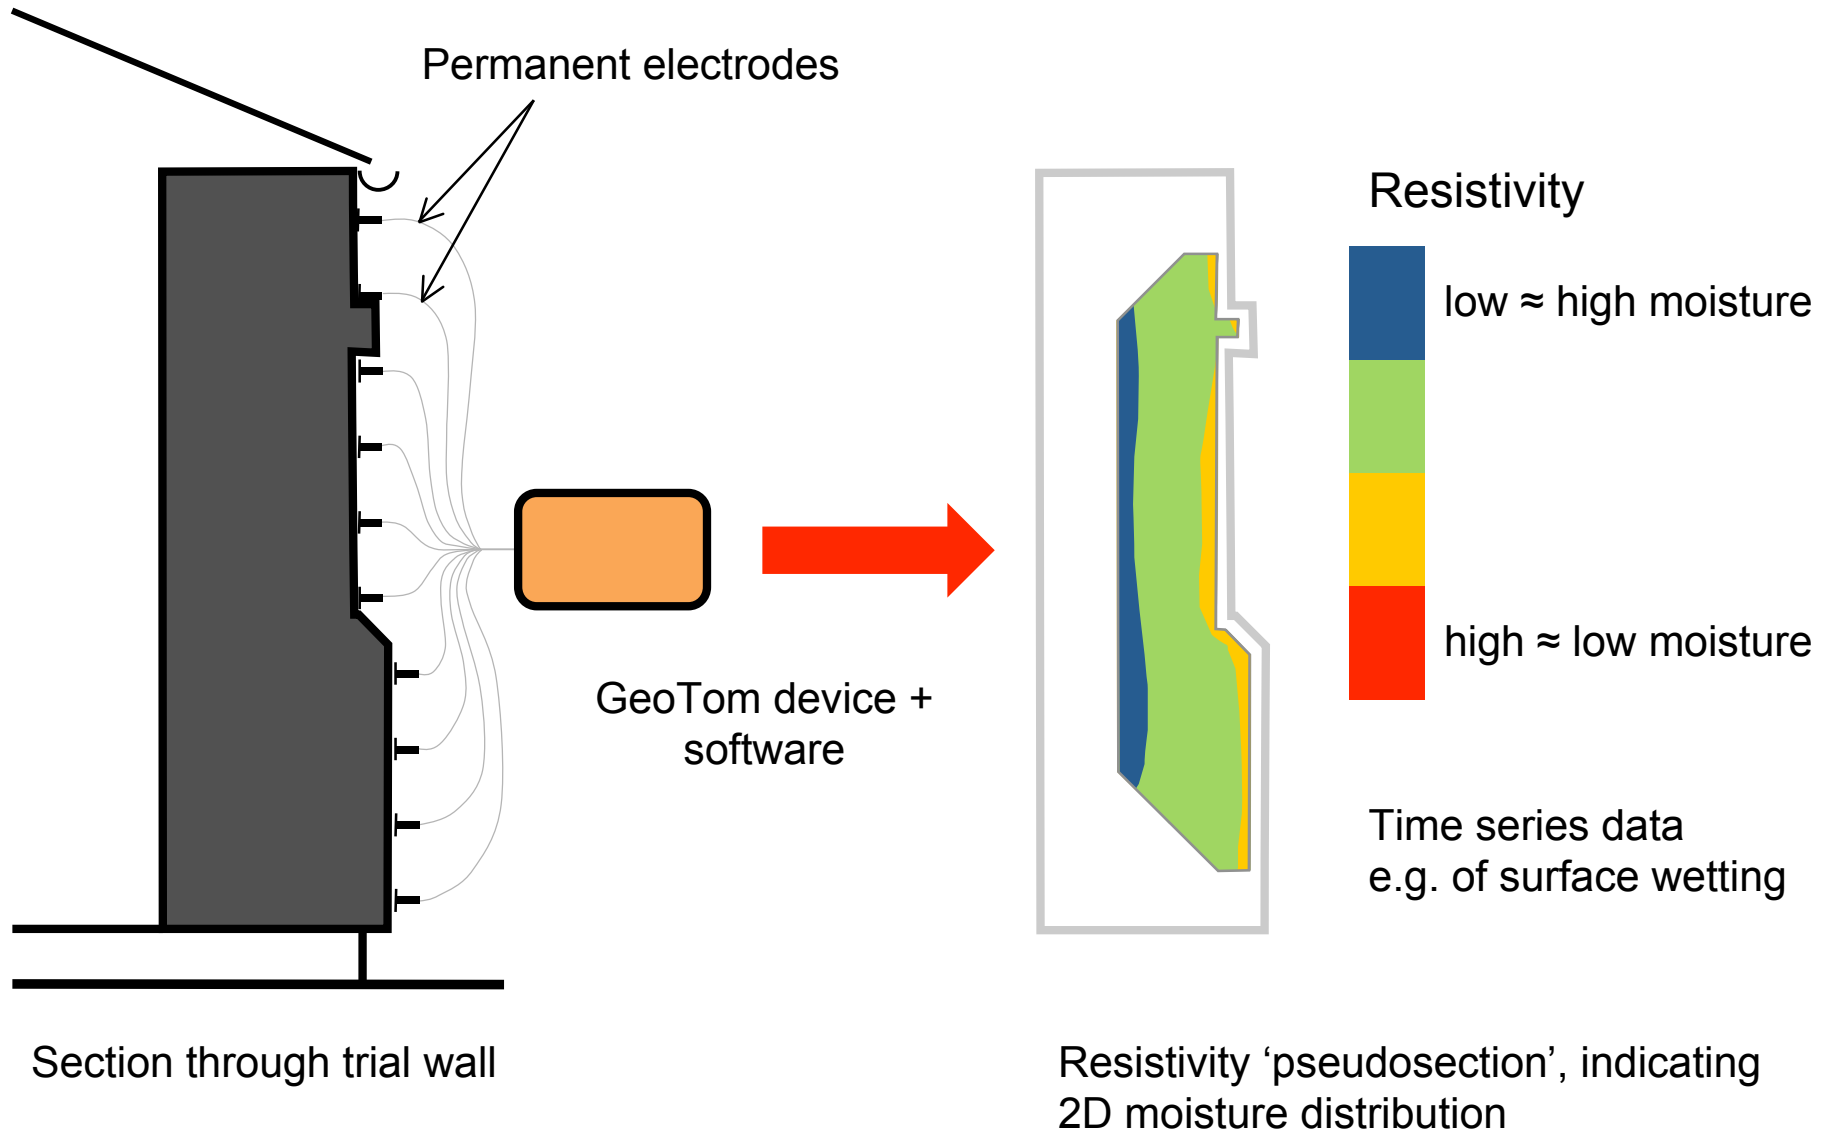 Permanent electrodes
Resistivity
low ≈ high moisture
high ≈ low moisture
GeoTom device +
software
Time series data
e.g. of surface wetting
Section through trial wall
Resistivity ‘pseudosection’, indicating
2D moisture distribution